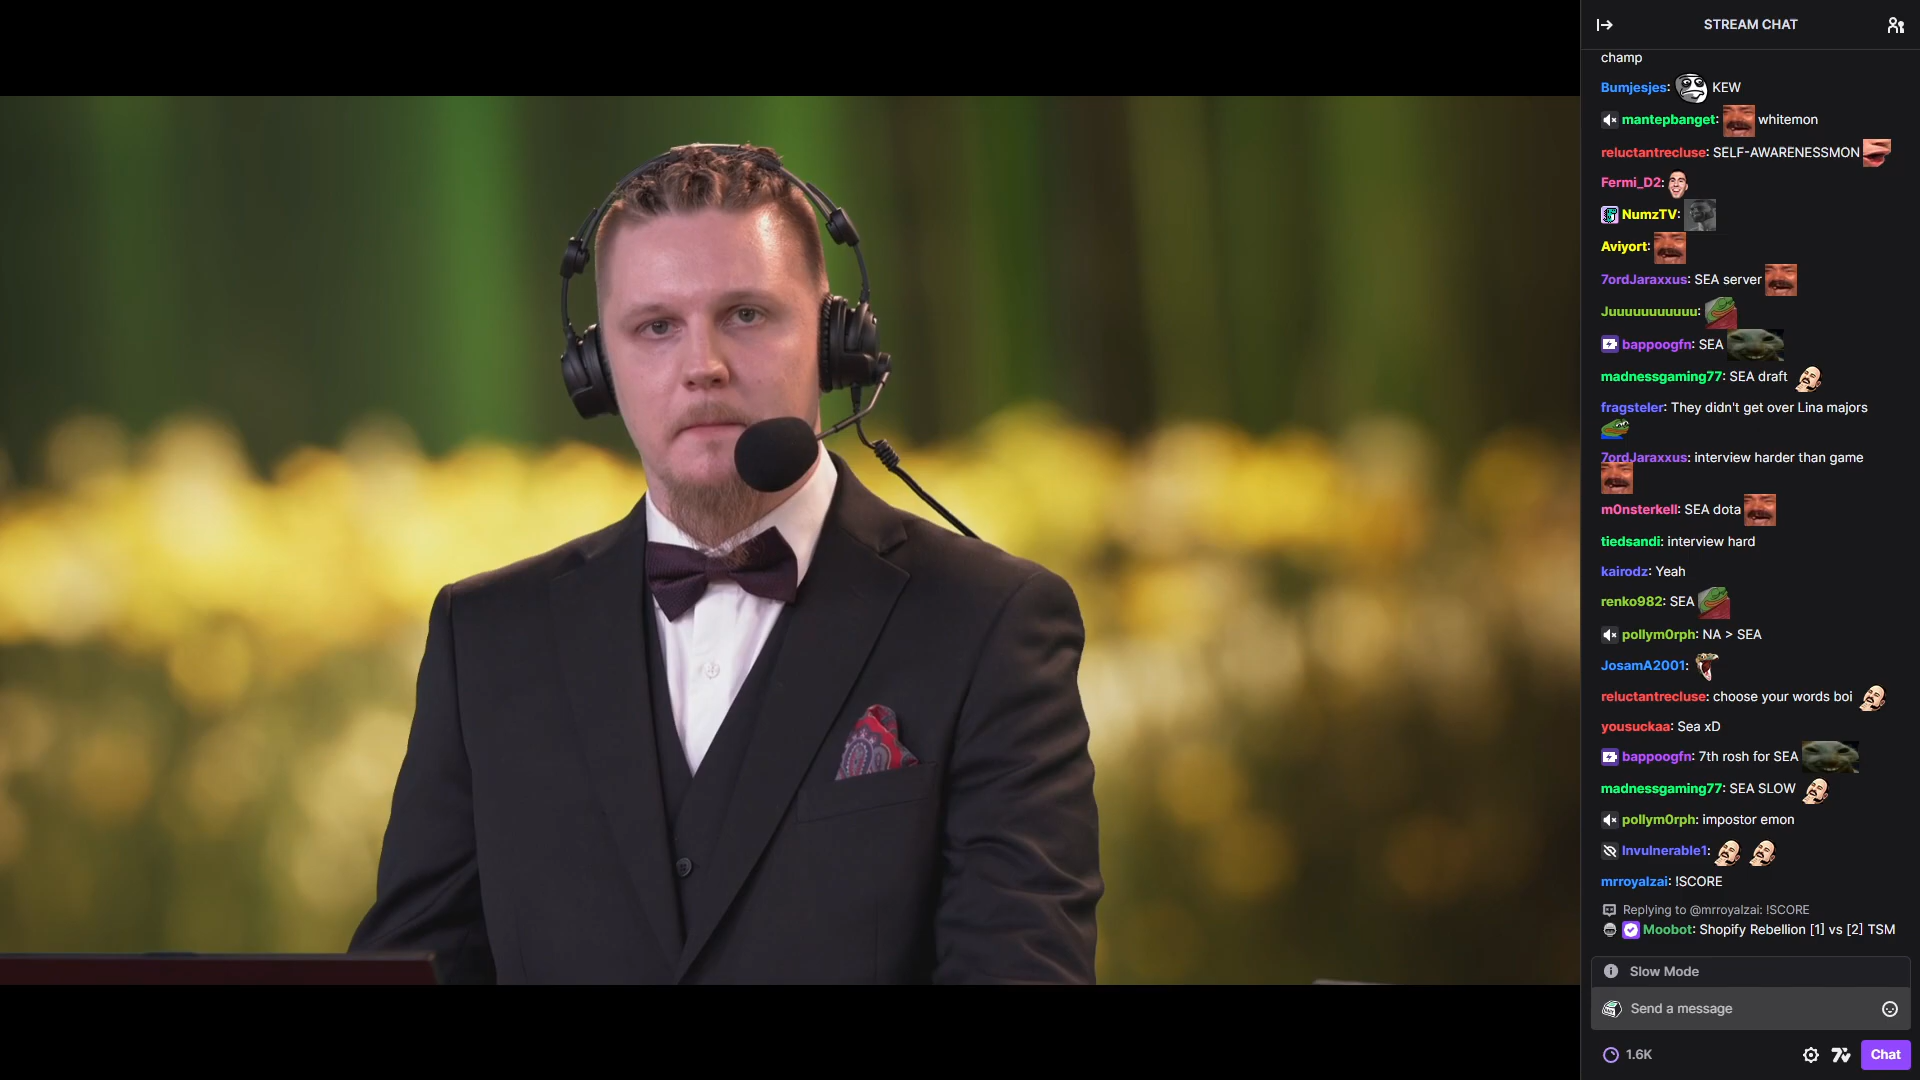 STREAM CHAT
champ
Bumjesjes: KEW
mantepbanget: whitemon
reluctantrecluse: SELF-AWARENESSMON
Fermi_D2:
NumzTV:
Aviyort:
7ordJaraxxus: SEA server
Juuuuuuuuuuu:
bappoogfn: SEA
madnessgaming77: SEA draft
fragsteler: They didn't get over Lina majors
7ordJaraxxus: interview harder than game
m0nsterkell: SEA dota
tiedsandi: interview hard
kairodz: Yeah
renko982: SEA
pollym0rph: NA > SEA
JosamA2001:
reluctantrecluse: choose your words boi
yousuckaa: Sea xD
bappoogfn: 7th rosh for SEA
madnessgaming77: SEA SLOW
pollym0rph: impostor emon
Invulnerable1:
mrroyalzai: !SCORE
Replying to @mrroyalzai: !SCORE
Moobot: Shopify Rebellion [1] vs [2] TSM
Slow Mode
Send a message
1.6K
Chat